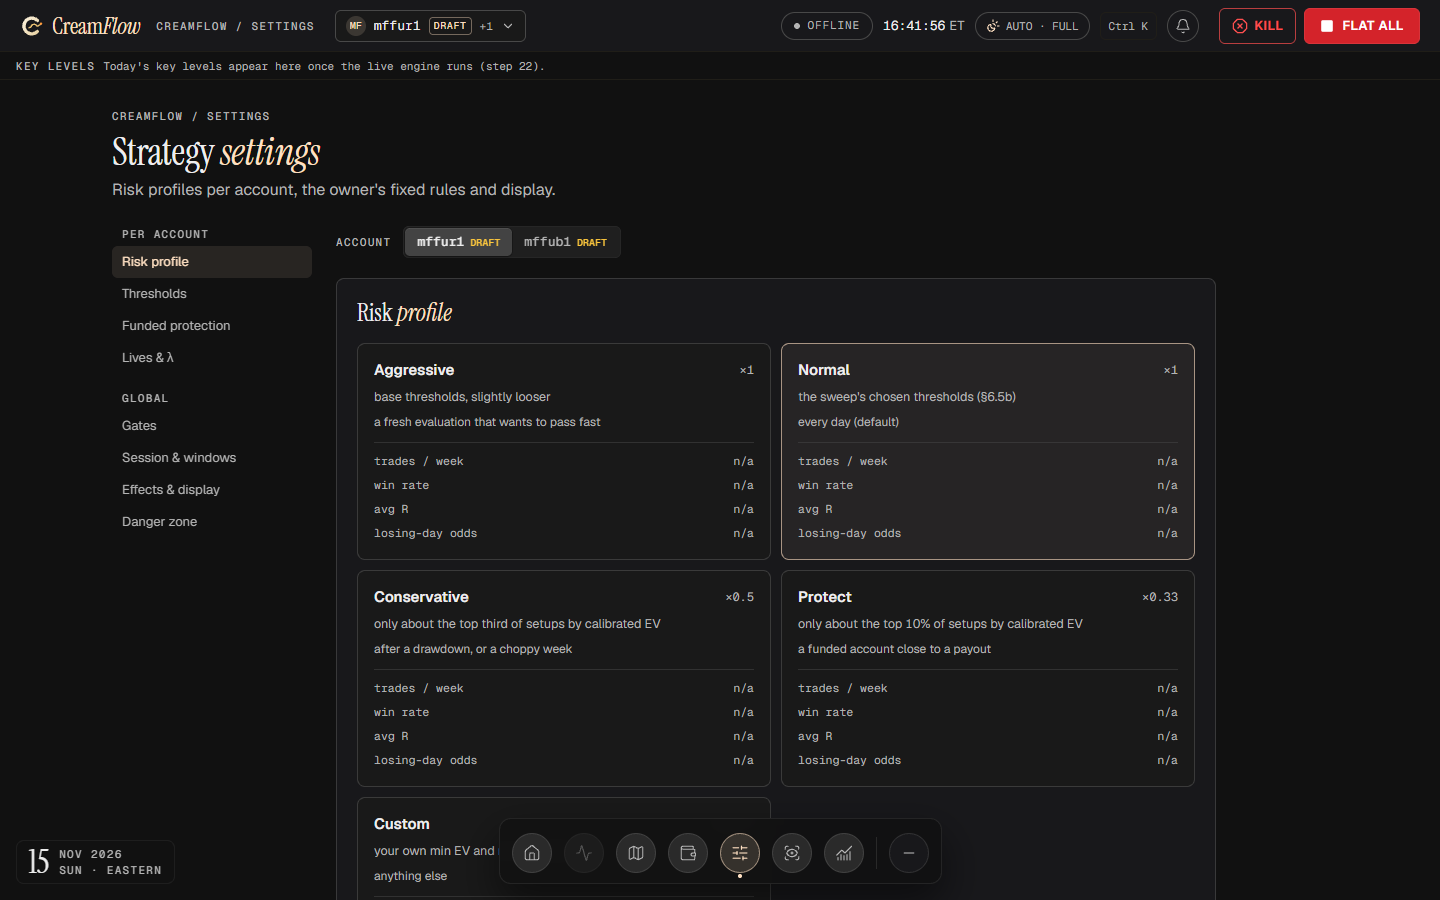 CreamFlow CREAMFLOW / SETTINGS MF mffur1 DRAFT +1 OFFLINE 16:41:56 ET AUTO · FULL Ctrl K KILL FLAT ALL
KEY LEVELS Today's key levels appear here once the live engine runs (step 22).
CREAMFLOW / SETTINGS
Strategy settings
Risk profiles per account, the owner's fixed rules and display.
PER ACCOUNT
Risk profile
Thresholds
Funded protection
Lives & λ
GLOBAL
Gates
Session & windows
Effects & display
Danger zone
ACCOUNT mffur1 DRAFT mffub1 DRAFT
Risk profile
Aggressive ×1
base thresholds, slightly looser
a fresh evaluation that wants to pass fast
trades / week n/a
win rate n/a
avg R n/a
losing-day odds n/a
Normal ×1
the sweep's chosen thresholds (§6.5b)
every day (default)
trades / week n/a
win rate n/a
avg R n/a
losing-day odds n/a
Conservative ×0.5
only about the top third of setups by calibrated EV
after a drawdown, or a choppy week
trades / week n/a
win rate n/a
avg R n/a
losing-day odds n/a
Protect ×0.33
only about the top 10% of setups by calibrated EV
a funded account close to a payout
trades / week n/a
win rate n/a
avg R n/a
losing-day odds n/a
Custom
your own min EV and
anything else
15 NOV 2026
SUN · EASTERN